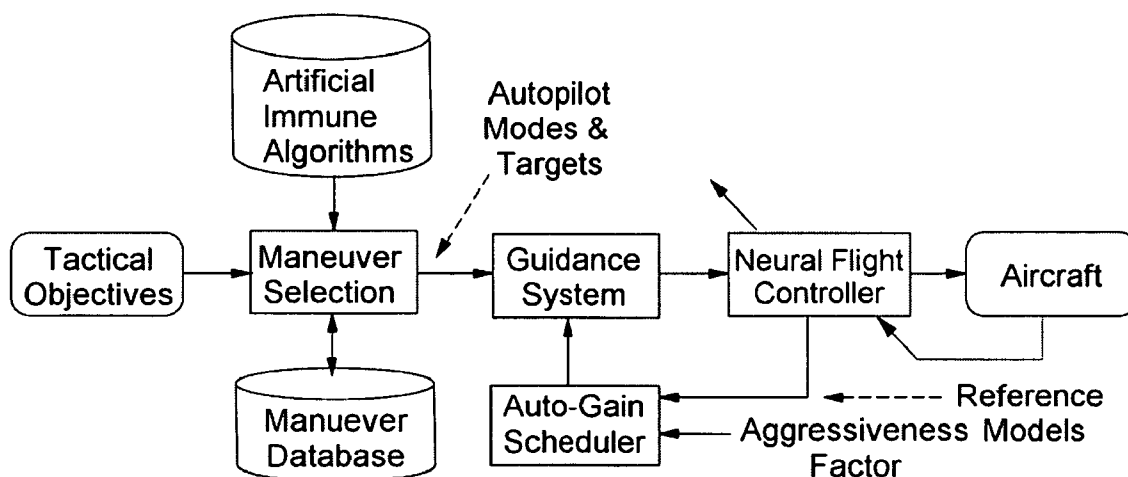 Artificial
Immune
Algorithms
Autopilot
Modes &
Targets
Tactical
Objectives
Maneuver
Selection
Guidance
System
Neural Flight
Controller
Aircraft
Manuever
Database
Auto-Gain
Scheduler
Reference
Aggressiveness Models
Factor